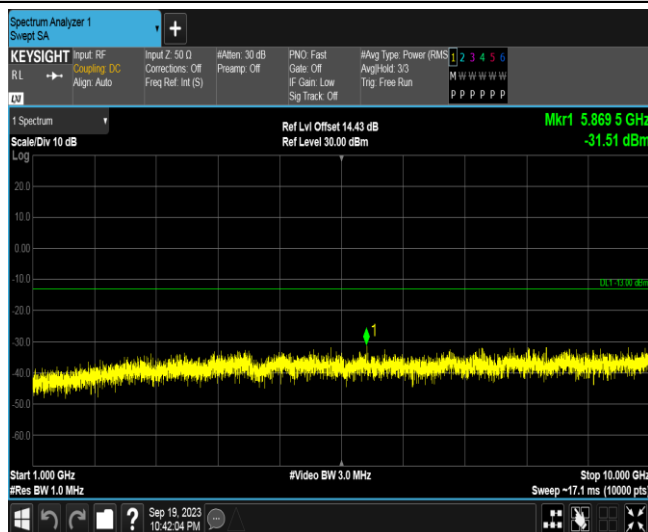 Spectrum Analyzer 1
Swept SA
+
KEYSIGHT
RL
Input: RF
Coupling: DC
Align: Auto
Input Z: 50 Ω
Corrections: Off
Freq Ref: Int (S)
#Atten: 30 dB
Preamp: Off
PNO: Fast
Gate: Off
IF Gain: Low
Sig Track: Off
#Avg Type: Power (RMS
Avg|Hold: 3/3
Trig: Free Run
1 2 3 4 5 6
M W W W W W
P P P P P P
1 Spectrum
Scale/Div 10 dB
Ref Lvl Offset 14.43 dB
Ref Level 30.00 dBm
Mkr1 5.869 5 GHz
-31.51 dBm
Log
20.0
10.0
0.00
-10.0
DL1 -13.00 dBm
-20.0
-30.0
1
-40.0
-50.0
-60.0
Start 1.000 GHz
#Video BW 3.0 MHz
Stop 10.000 GHz
#Res BW 1.0 MHz
Sweep ~17.1 ms (10000 pts)
?
Sep 19, 2023
10:42:04 PM